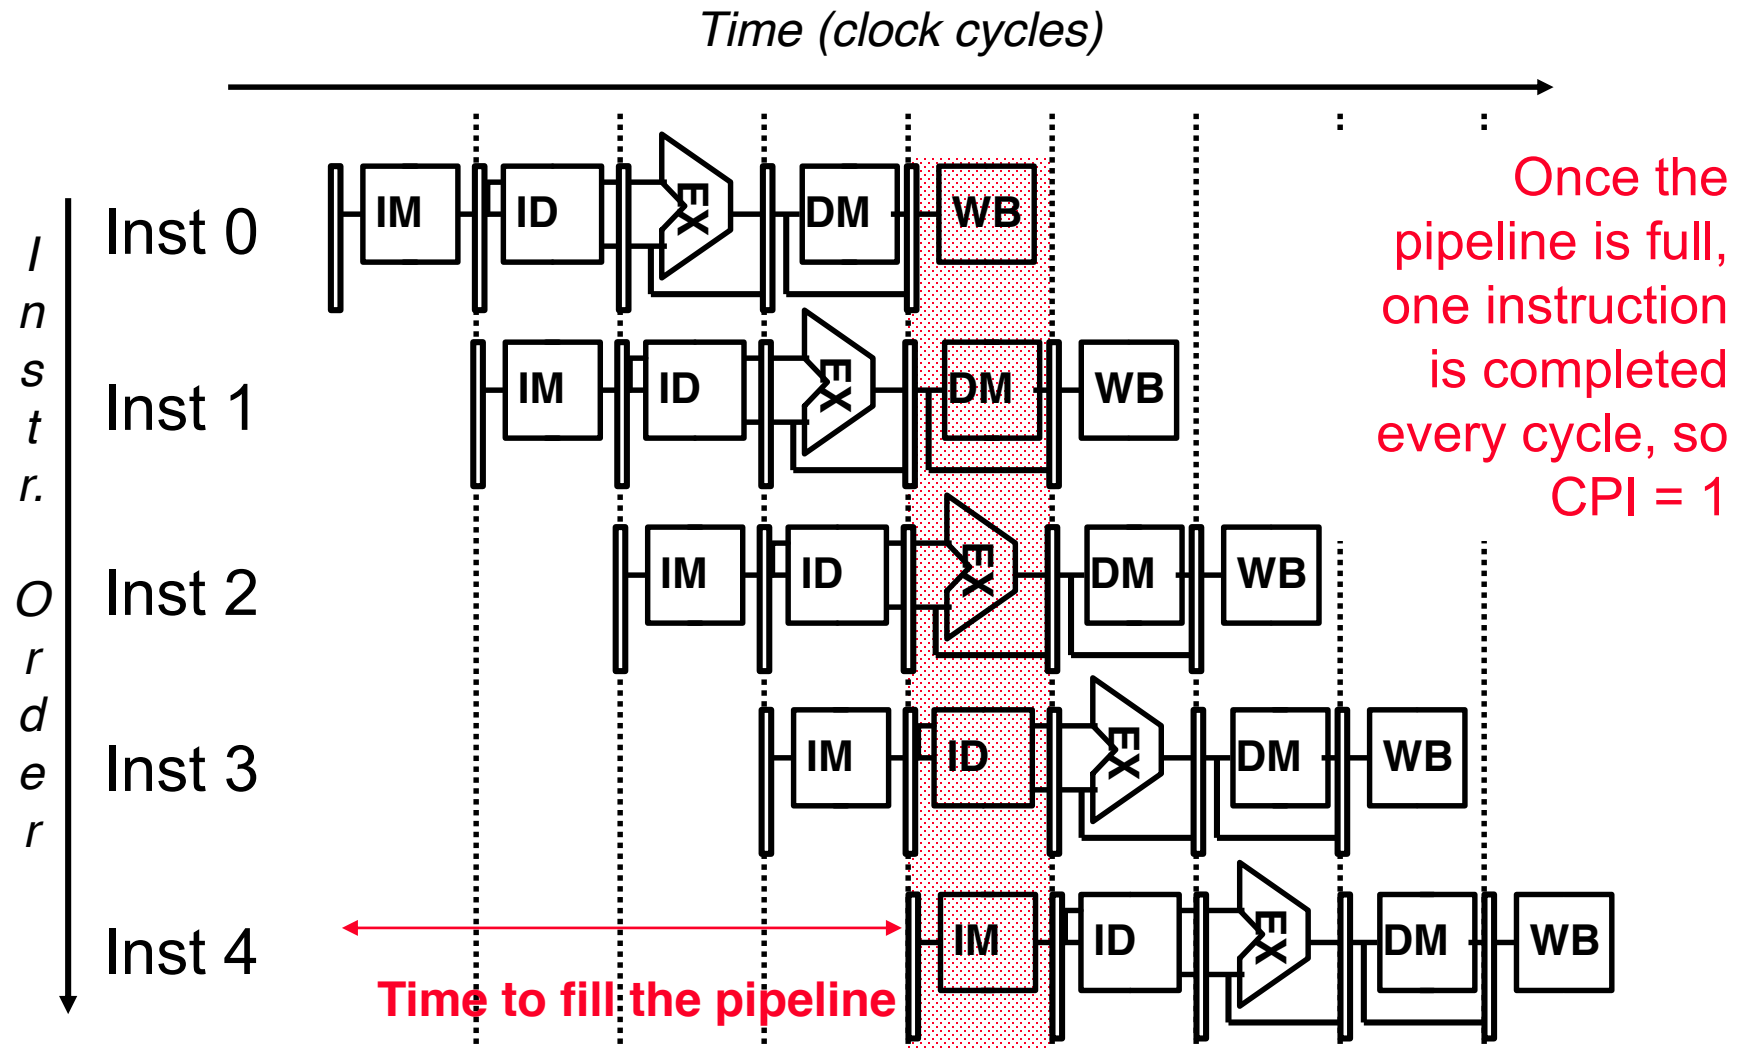 Time (clock cycles)
Instr. Order
Inst 0
IM ID EX DM WB
Inst 1
IM ID EX DM WB
Inst 2
IM ID EX DM WB
Inst 3
IM ID EX DM WB
Inst 4
IM ID EX DM WB
Once the
pipeline is full,
one instruction
is completed
every cycle, so
CPI = 1
Time to fill the pipeline